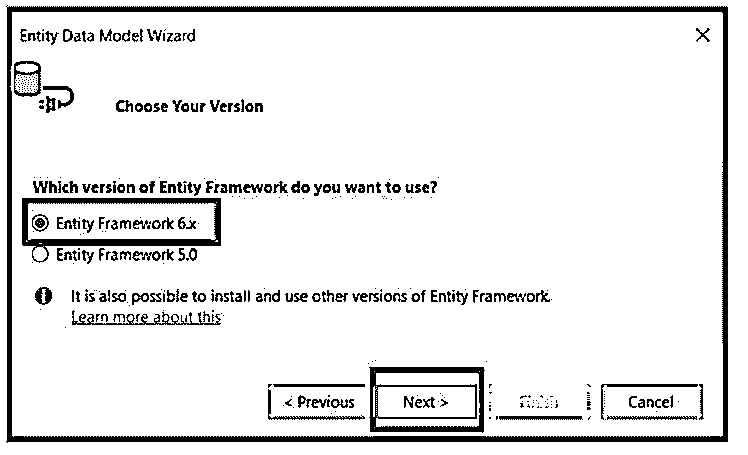 Entity Data Model Wizard
Choose Your Version
Which version of Entity Framework do you want to use?
Entity Framework 6.x
Entity Framework 5.0
It is also possible to install and use other versions of Entity Framework.
Learn more about this
< Previous Next > Finish Cancel